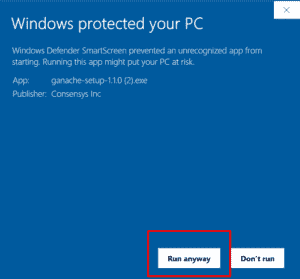 Windows protected your PC
Windows Defender SmartScreen prevented an unrecognized app from
starting. Running this app might put your PC at risk.
App: ganache-setup-1.1.0 (2).exe
Publisher: Consensys Inc
Run anyway Don't run